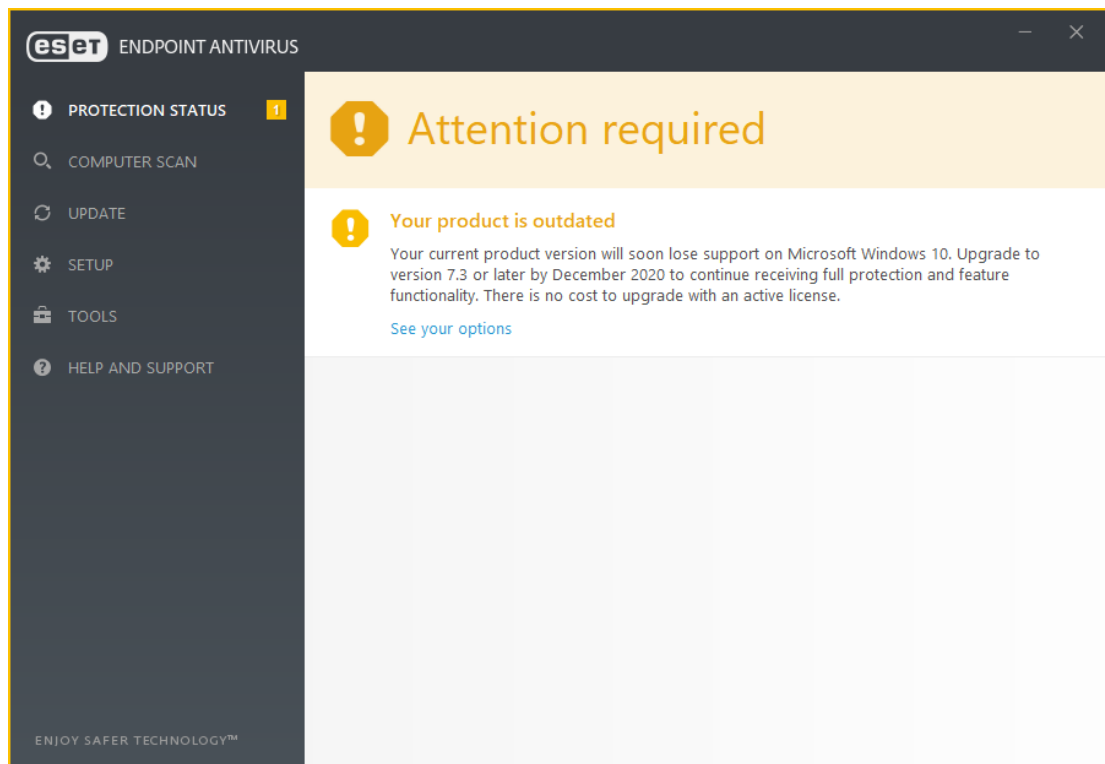 eset ENDPOINT ANTIVIRUS
PROTECTION STATUS 1
COMPUTER SCAN
UPDATE
SETUP
TOOLS
HELP AND SUPPORT
ENJOY SAFER TECHNOLOGY™
Attention required
Your product is outdated
Your current product version will soon lose support on Microsoft Windows 10. Upgrade to
version 7.3 or later by December 2020 to continue receiving full protection and feature
functionality. There is no cost to upgrade with an active license.
See your options